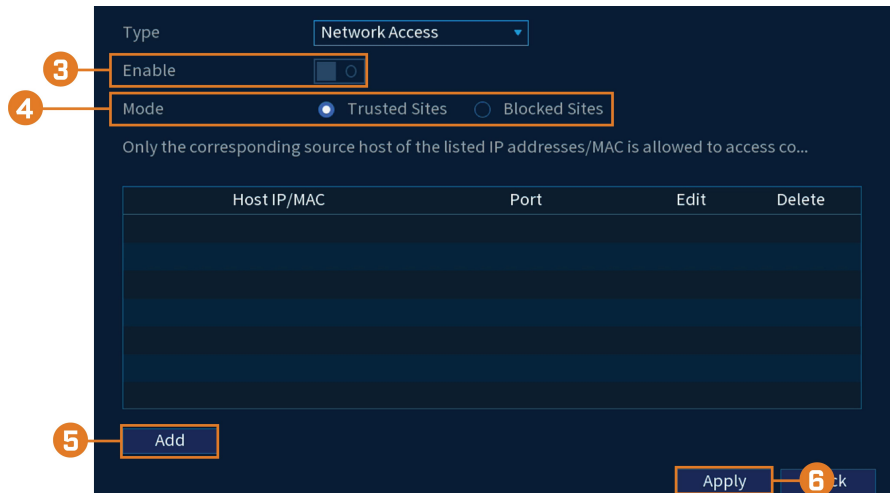 Type Network Access
3 Enable
4 Mode Trusted Sites Blocked Sites
Only the corresponding source host of the listed IP addresses/MAC is allowed to access co...
Host IP/MAC Port Edit Delete
5 Add
Apply 6